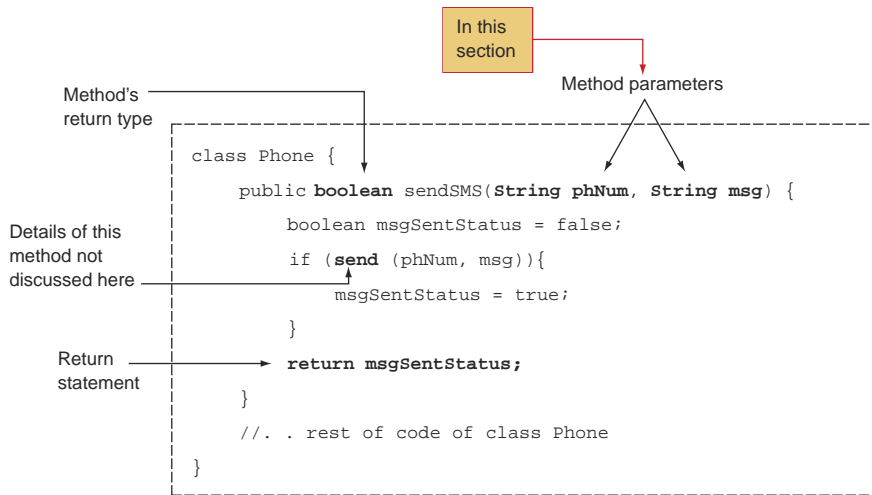 In this
section
Method parameters
Method's
return type
class Phone {
public boolean sendSMS(String phNum, String msg) {
boolean msgSentStatus = false;
Details of this
method not
discussed here
if (send (phNum, msg)){
msgSentStatus = true;
}
Return
statement
return msgSentStatus;
}
//. . rest of code of class Phone
}